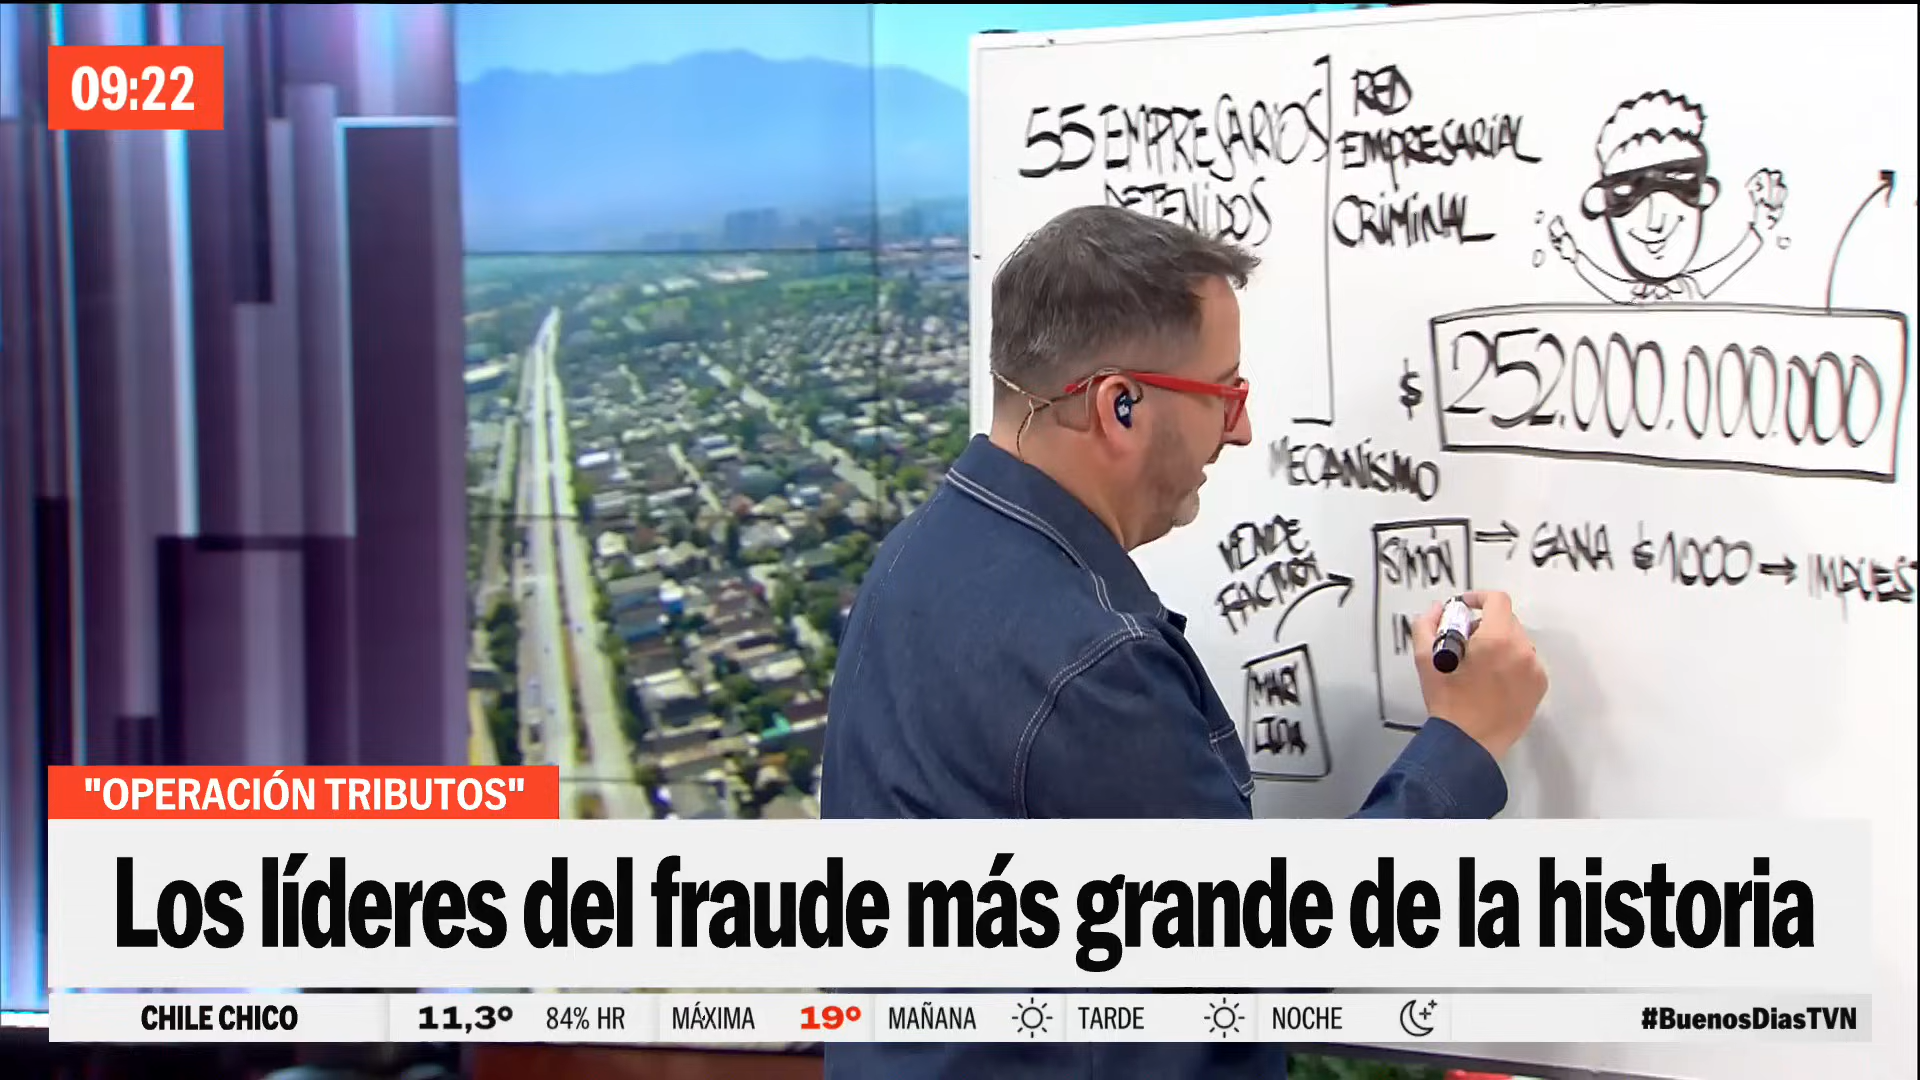 09:22
55 EMPRESARIOS
DETENIDOS
RED
EMPRESARIAL
CRIMINAL
$ 252.000.000.000
MECANISMO
VENDE
FACTURA
SIMÓN
GANA $1000
MARY
"OPERACIÓN TRIBUTOS"
Los líderes del fraude más grande de la historia
CHILE CHICO 11,3° 84% HR MÁXIMA 19° MAÑANA TARDE NOCHE #BuenosDiasTVN